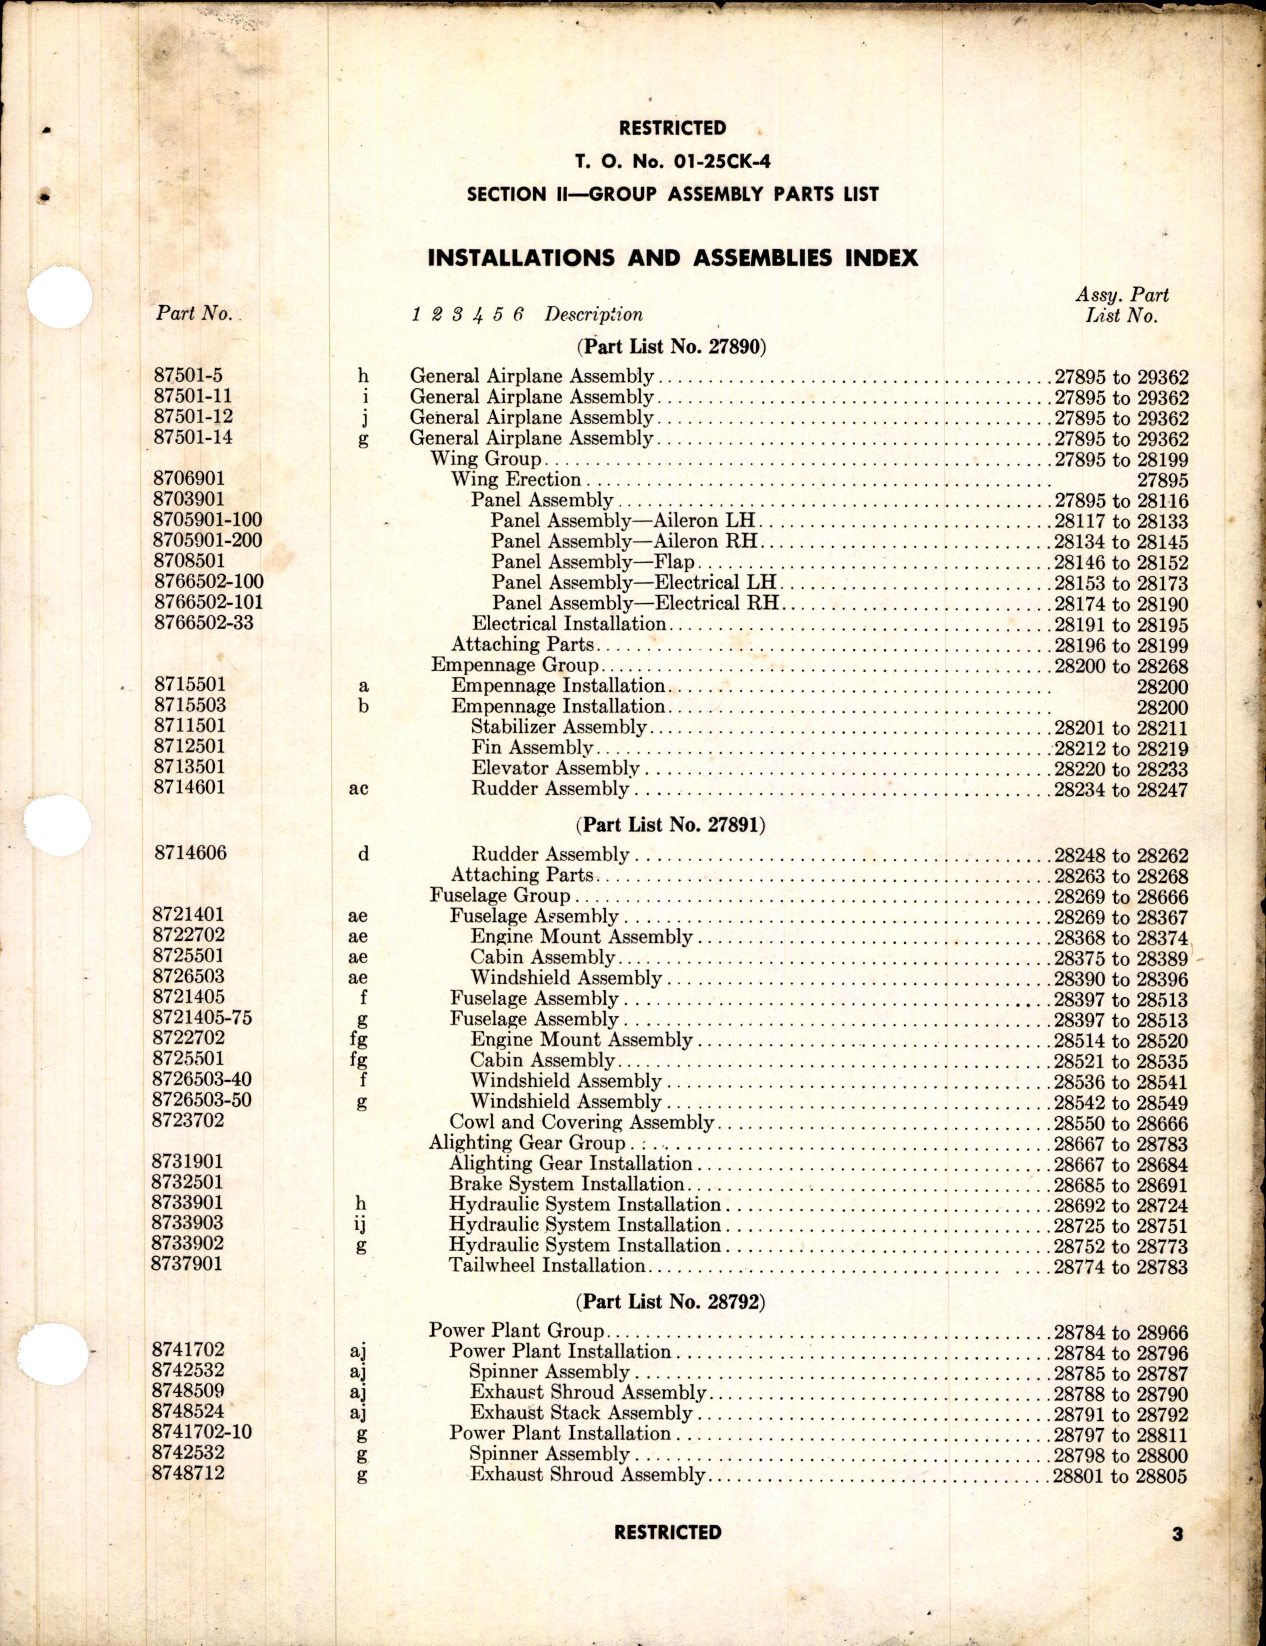 RESTRICTED
T. O. No. 01-25CK-4
SECTION II—GROUP ASSEMBLY PARTS LIST
INSTALLATIONS AND ASSEMBLIES INDEX
Part No. 1 2 3 4 5 6 Description Assy. Part List No.
(Part List No. 27890)
87501-5 h General Airplane Assembly 27895 to 29362
87501-11 i General Airplane Assembly 27895 to 29362
87501-12 j General Airplane Assembly 27895 to 29362
87501-14 g General Airplane Assembly 27895 to 29362
Wing Group 27895 to 28199
8706901 Wing Erection 27895
8703901 Panel Assembly 27895 to 28116
8705901-100 Panel Assembly—Aileron LH 28117 to 28133
8705901-200 Panel Assembly—Aileron RH 28134 to 28145
8708501 Panel Assembly—Flap 28146 to 28152
8766502-100 Panel Assembly—Electrical LH 28153 to 28173
8766502-101 Panel Assembly—Electrical RH 28174 to 28190
8766502-33 Electrical Installation 28191 to 28195
Attaching Parts 28196 to 28199
Empennage Group 28200 to 28268
8715501 a Empennage Installation 28200
8715503 b Empennage Installation 28200
8711501 Stabilizer Assembly 28201 to 28211
8712501 Fin Assembly 28212 to 28219
8713501 Elevator Assembly 28220 to 28233
8714601 ac Rudder Assembly 28234 to 28247
(Part List No. 27891)
8714606 d Rudder Assembly 28248 to 28262
Attaching Parts 28263 to 28268
Fuselage Group 28269 to 28666
8721401 ae Fuselage Assembly 28269 to 28367
8722702 ae Engine Mount Assembly 28368 to 28374
8725501 ae Cabin Assembly 28375 to 28389
8726503 ae Windshield Assembly 28390 to 28396
8721405 f Fuselage Assembly 28397 to 28513
8721405-75 g Fuselage Assembly 28397 to 28513
8722702 fg Engine Mount Assembly 28514 to 28520
8725501 fg Cabin Assembly 28521 to 28535
8726503-40 f Windshield Assembly 28536 to 28541
8726503-50 g Windshield Assembly 28542 to 28549
8723702 Cowl and Covering Assembly 28550 to 28666
Alighting Gear Group 28667 to 28783
8731901 Alighting Gear Installation 28667 to 28684
8732501 Brake System Installation 28685 to 28691
8733901 h Hydraulic System Installation 28692 to 28724
8733903 ij Hydraulic System Installation 28725 to 28751
8733902 g Hydraulic System Installation 28752 to 28773
8737901 Tailwheel Installation 28774 to 28783
(Part List No. 28792)
Power Plant Group 28784 to 28966
8741702 aj Power Plant Installation 28784 to 28796
8742532 aj Spinner Assembly 28785 to 28787
8748509 aj Exhaust Shroud Assembly 28788 to 28790
8748524 aj Exhaust Stack Assembly 28791 to 28792
8741702-10 g Power Plant Installation 28797 to 28811
8742532 g Spinner Assembly 28798 to 28800
8748712 g Exhaust Shroud Assembly 28801 to 28805
RESTRICTED 3